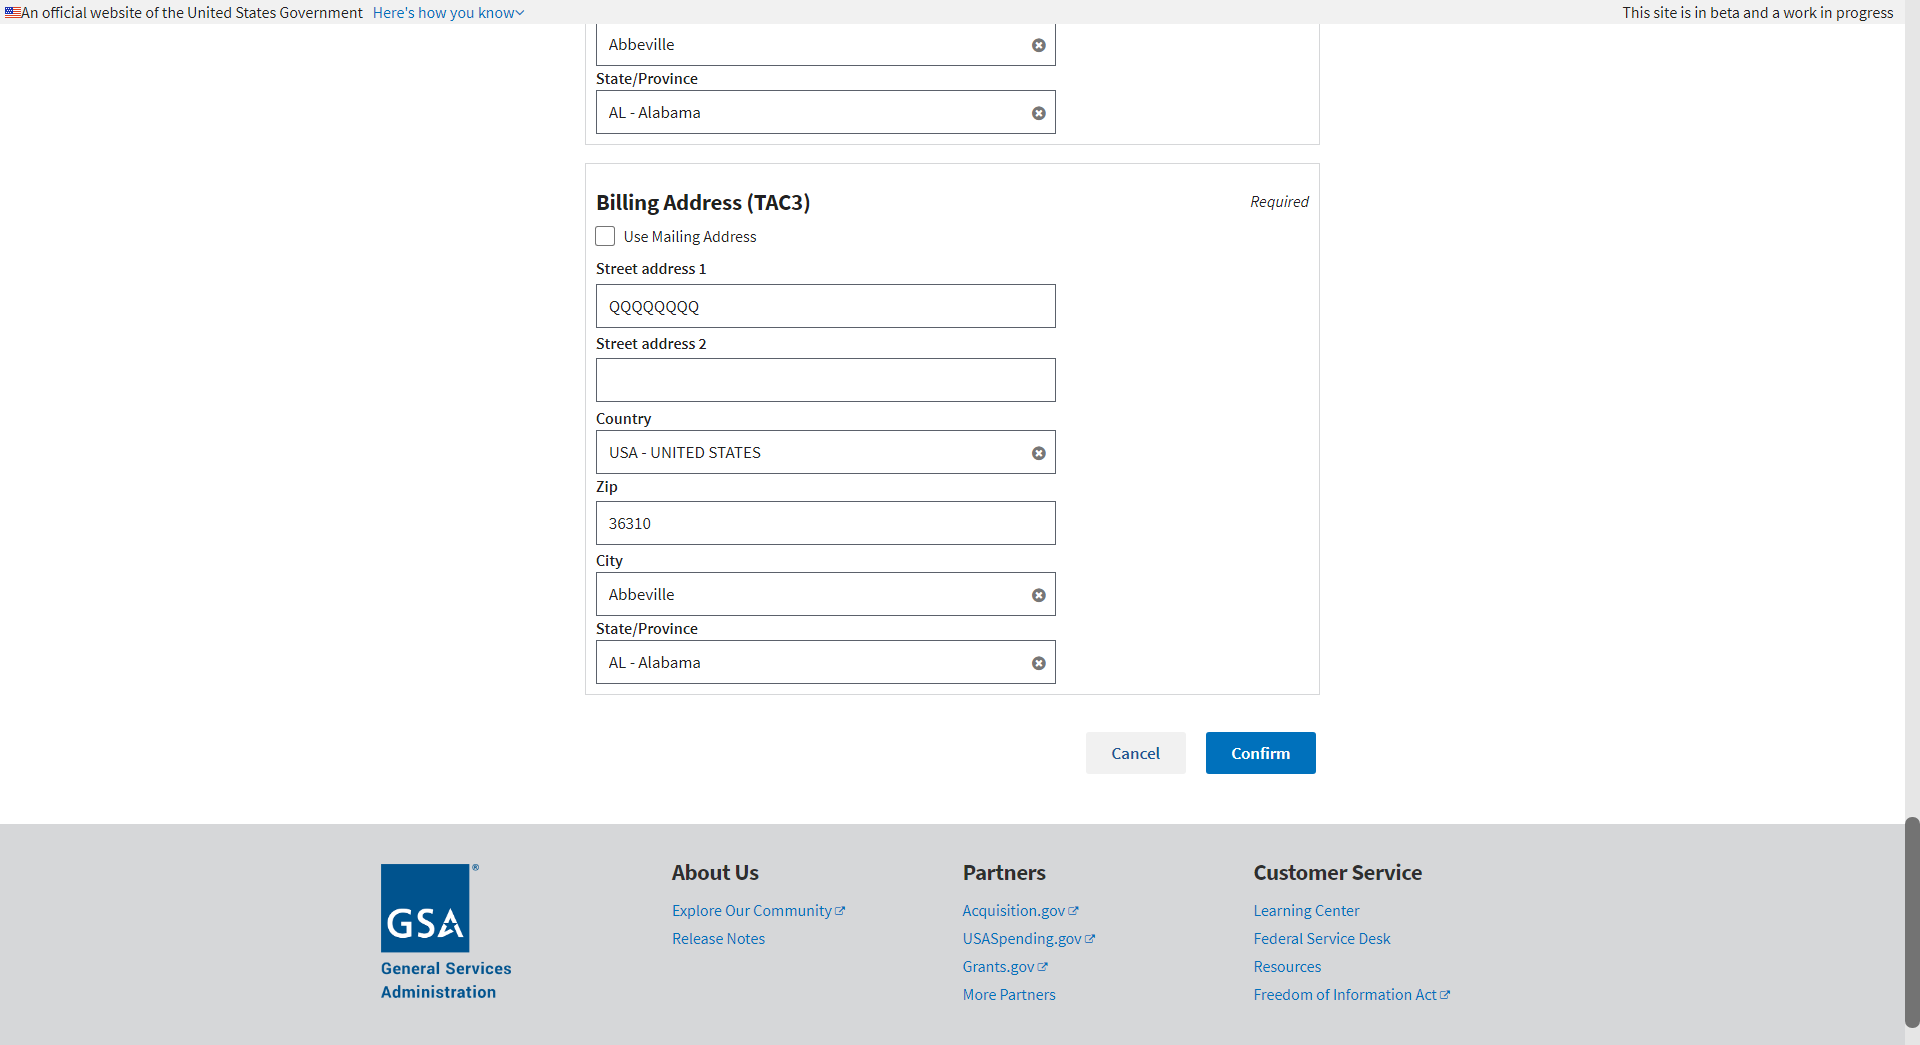 An official website of the United States Government Here's how you know
This site is in beta and a work in progress
Abbeville
State/Province
AL - Alabama
Billing Address (TAC3)
Required
Use Mailing Address
Street address 1
QQQQQQQQ
Street address 2
Country
USA - UNITED STATES
Zip
36310
City
Abbeville
State/Province
AL - Alabama
Cancel
Confirm
GSA®
General Services
Administration
About Us
Explore Our Community
Release Notes
Partners
Acquisition.gov
USASpending.gov
Grants.gov
More Partners
Customer Service
Learning Center
Federal Service Desk
Resources
Freedom of Information Act